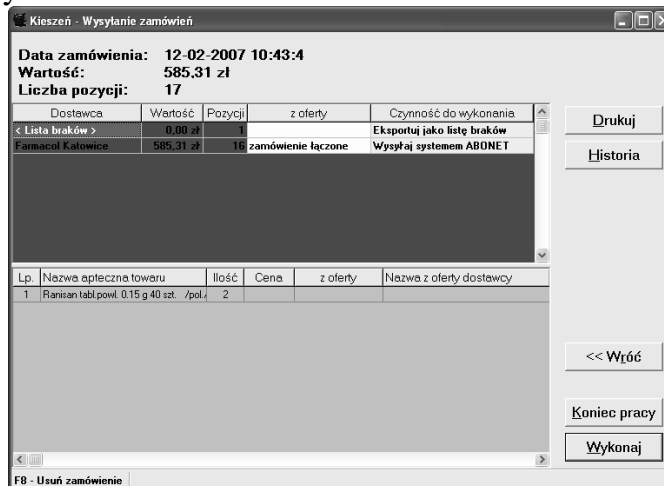 y
Kieszeń - Wysyłanie zamówień
Data zamówienia: 12-02-2007 10:43:4
Wartość: 585,31 zł
Liczba pozycji: 17
Dostawca Wartość Pozycji z oferty Czynność do wykonania
< Lista braków > 0,00 zł 1 Eksportuj jako listę braków
Farmacol Katowice 585,31 zł 16 zamówienie łączone Wysyłaj systemem ABONET
Drukuj
Historia
Lp. Nazwa apteczna towaru Ilość Cena z oferty Nazwa z oferty dostawcy
1 Ranisan tabl.powl. 0.15 g 40 szt. /pol./ 2
<< Wróć
Koniec pracy
Wykonaj
F8 - Usuń zamówienie